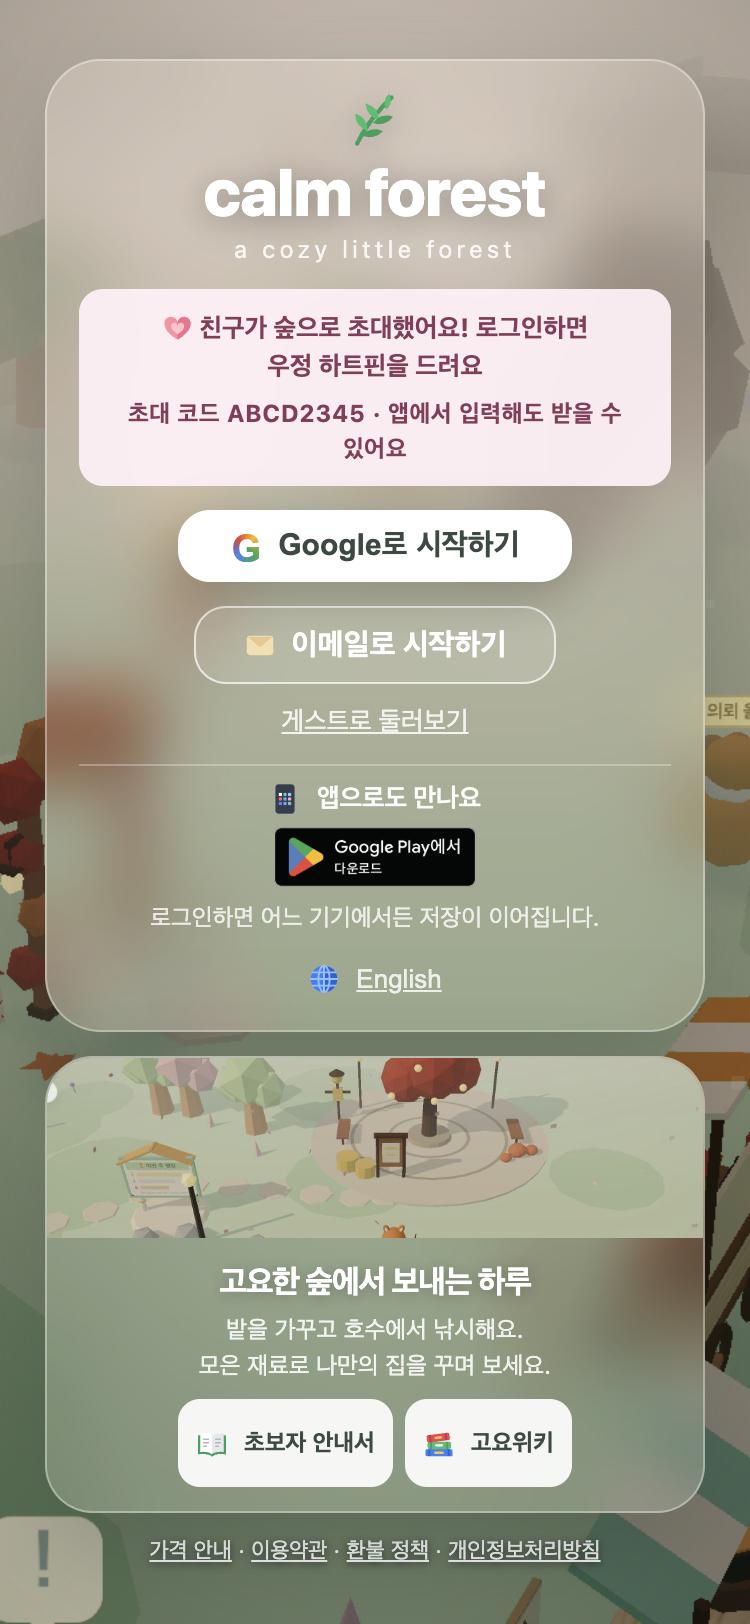 calm forest
a cozy little forest
친구가 숲으로 초대했어요! 로그인하면
우정 하트핀을 드려요
초대 코드 ABCD2345 · 앱에서 입력해도 받을 수
있어요
Google로 시작하기
이메일로 시작하기
게스트로 둘러보기
의뢰
앱으로도 만나요
Google Play에서
다운로드
로그인하면 어느 기기에서든 저장이 이어집니다.
English
고요한 숲에서 보내는 하루
밭을 가꾸고 호수에서 낚시해요.
모은 재료로 나만의 집을 꾸며 보세요.
초보자 안내서
고요위키
!
가격 안내 · 이용약관 · 환불 정책 · 개인정보처리방침